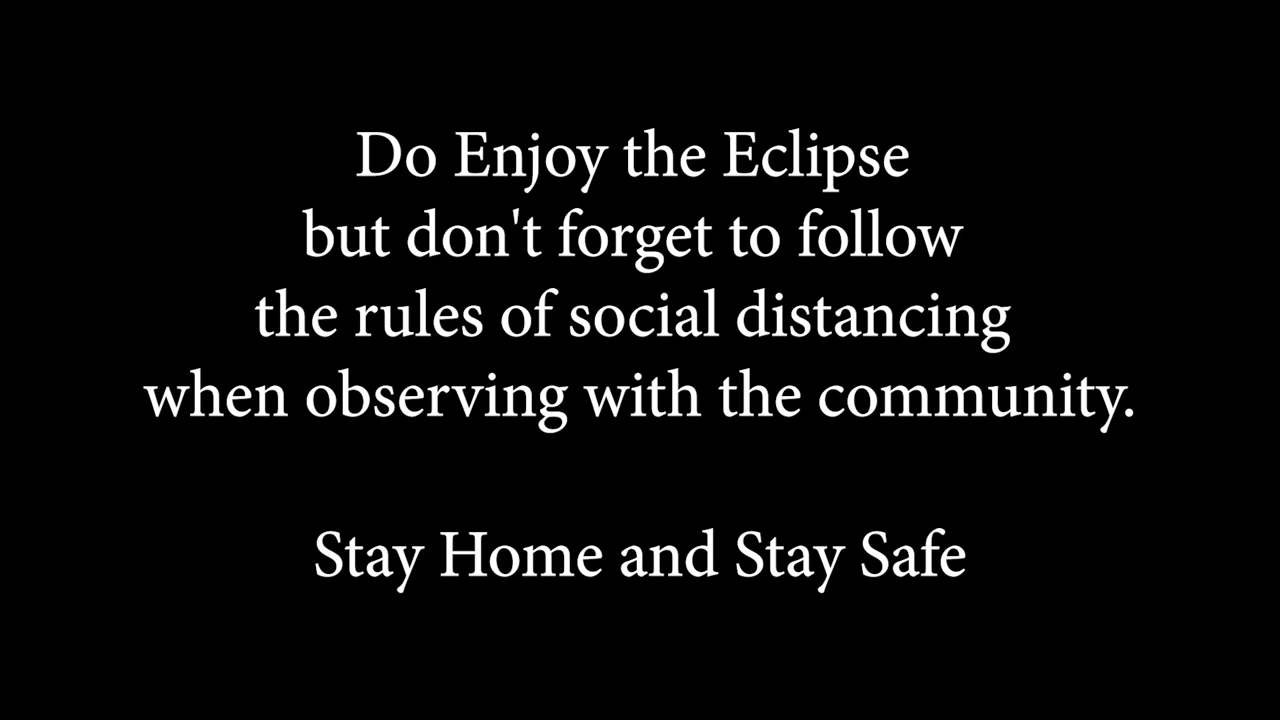 Do Enjoy the Eclipse
but don't forget to follow
the rules of social distancing
when observing with the community.
Stay Home and Stay Safe